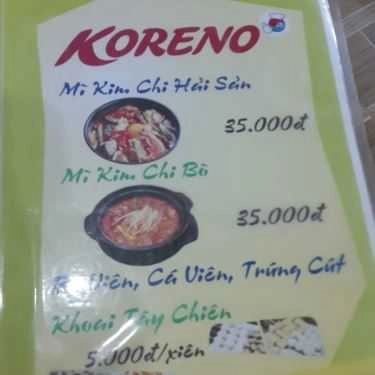 KORENO
Mì Kim Chi Hải Sản
35.000đ
Mì Kim Chi Bò
35.000đ
Viên, Cá Viên, Trứng Cút
Khoai Tây Chiên
5.000đ/xiên